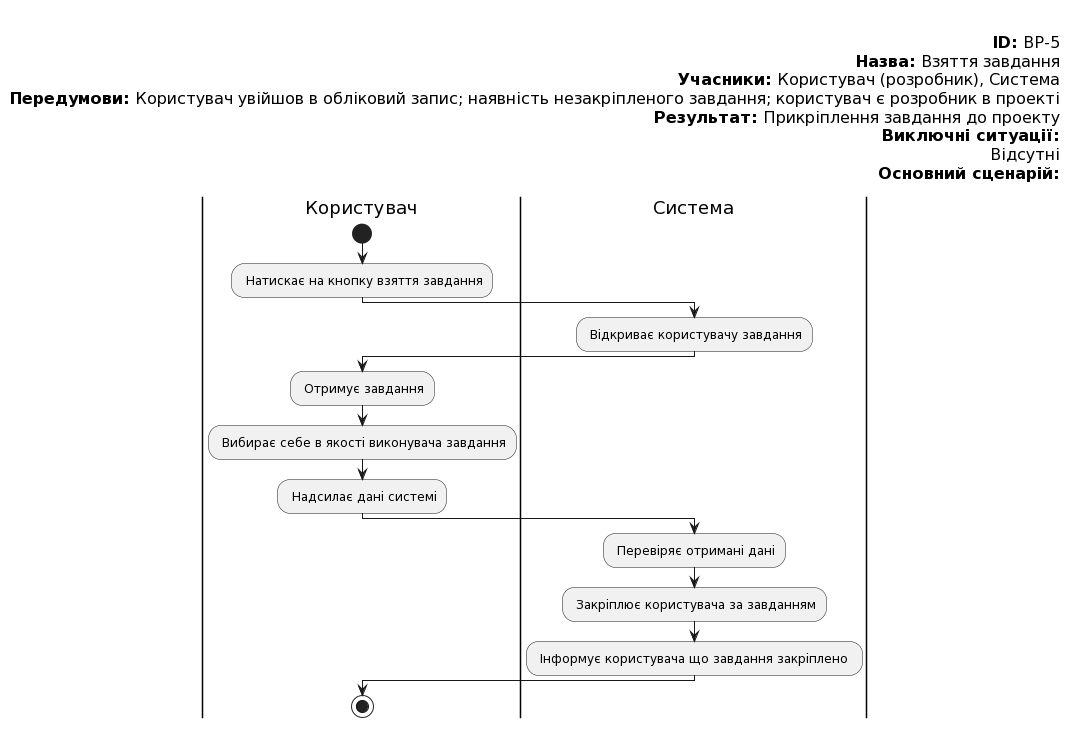 ID: BP-5
Назва: Взяття завдання
Учасники: Користувач (розробник), Система
Передумови: Користувач увійшов в обліковий запис; наявність незакріпленого завдання; користувач є розробник в проекті
Результат: Прикріплення завдання до проекту
Виключні ситуації:
Відсутні
Основний сценарій:
Користувач
Система
Натискає на кнопку взяття завдання
Відкриває користувачу завдання
Отримує завдання
Вибирає себе в якості виконувача завдання
Надсилає дані системі
Перевіряє отримані дані
Закріплює користувача за завданням
Інформує користувача що завдання закріплено